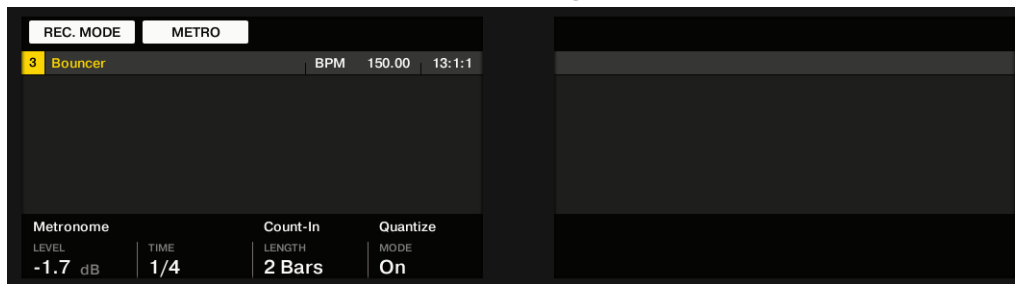 REC. MODE METRO
3 Bouncer BPM 150.00 13:1:1
Metronome Count-In Quantize
LEVEL TIME LENGTH MODE
-1.7 dB 1/4 2 Bars On